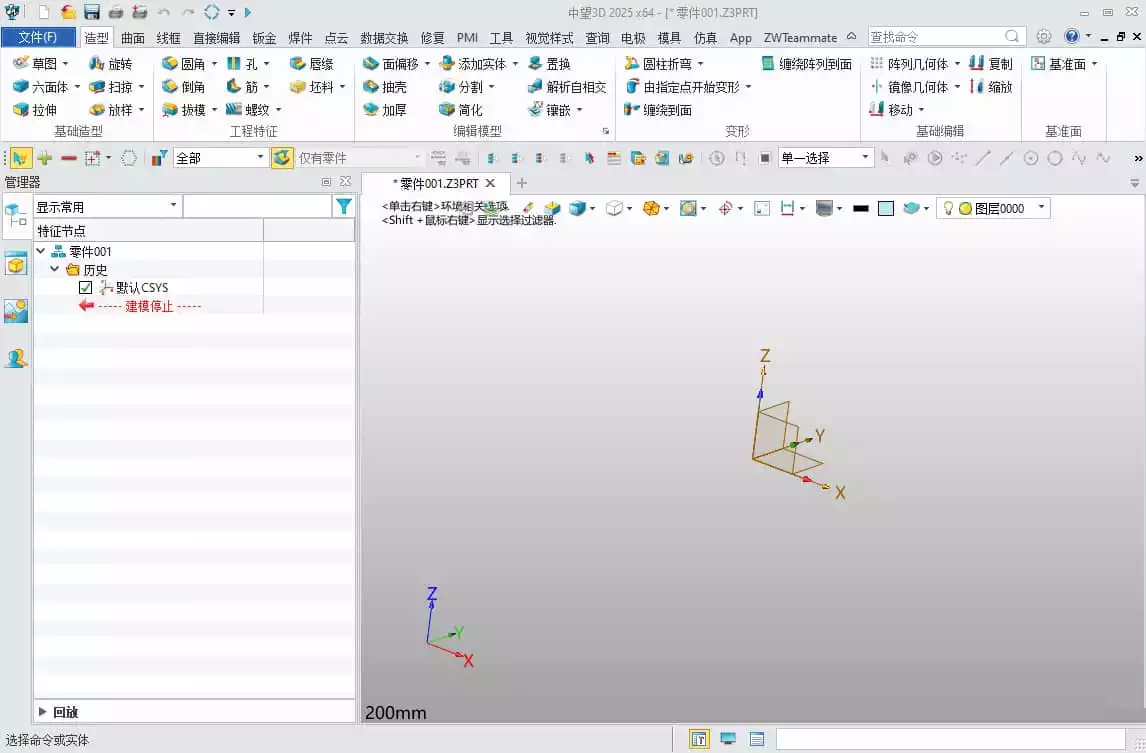 中望3D 2025 x64 - [* 零件001.Z3PRT]
文件(F) 造型 曲面 线框 直接编辑 钣金 焊件 点云 数据交换 修复 PMI 工具 视觉样式 查询 电极 模具 仿真 App ZWTeammate 查找命令
草图 旋转 圆角 孔 唇缘 面偏移 添加实体 置换 圆柱折弯 缠绕阵列到面 阵列几何体 复制 基准面
六面体 扫掠 倒角 筋 坯料 抽壳 分割 解析自相交 由指定点开始变形 镜像几何体 缩放
拉伸 放样 拔模 螺纹 加厚 简化 镶嵌 缠绕到面 移动
基础造型 工程特征 编辑模型 变形 基础编辑 基准面
全部 仅有零件 单一选择
管理器
* 零件001.Z3PRT
显示常用
<单击右键>环境相关选项.
<Shift + 鼠标右键> 显示选择过滤器.
图层0000
特征节点
零件001
历史
默认CSYS
----- 建模停止 -----
Z
Y
X
Z
Y
X
200mm
回放
选择命令或实体